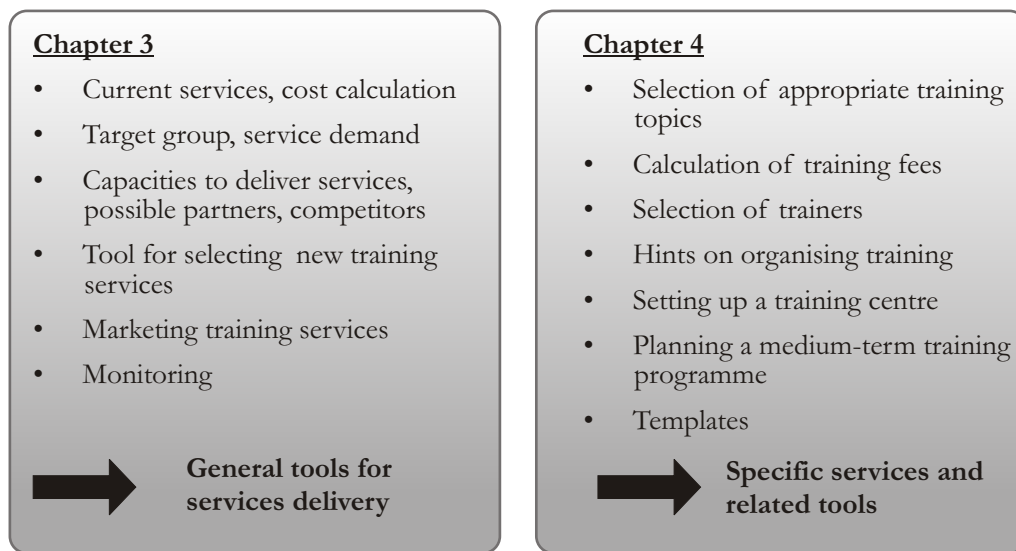 Chapter 3
• Current services, cost calculation
• Target group, service demand
• Capacities to deliver services,
possible partners, competitors
• Tool for selecting new training
services
• Marketing training services
• Monitoring
General tools for
services delivery
Chapter 4
• Selection of appropriate training
topics
• Calculation of training fees
• Selection of trainers
• Hints on organising training
• Setting up a training centre
• Planning a medium-term training
programme
• Templates
Specific services and
related tools